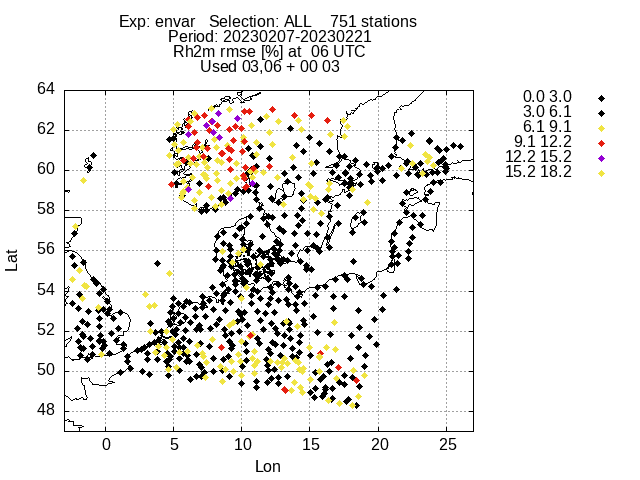 Exp: envar   Selection: ALL    751 stations
Period: 20230207-20230221
Rh2m rmse [%] at  06 UTC
Used 03,06 + 00 03
64
62
60
58
56
54
52
50
48
Lat
0 5 10 15 20 25
Lon
0.0 3.0
3.0 6.1
6.1 9.1
9.1 12.2
12.2 15.2
15.2 18.2